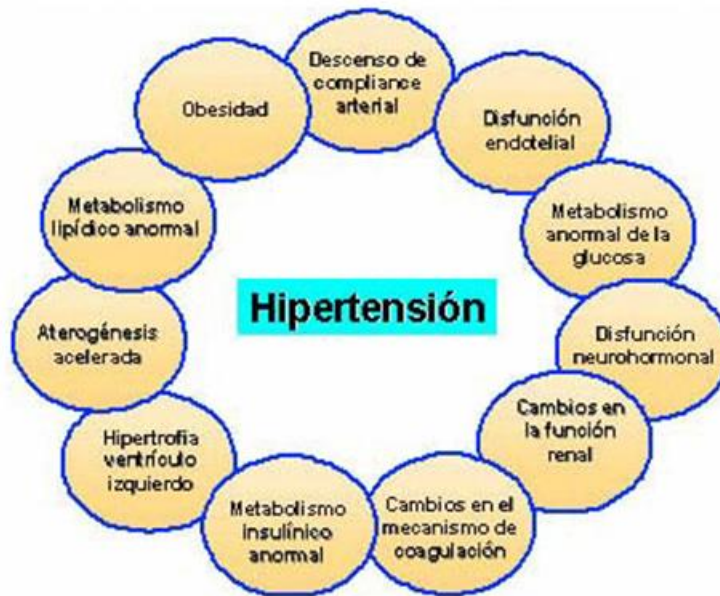 Descenso de
compliance
arterial
Disfunción
endotelial
Metabolismo
anormal de la
glucosa
Disfunción
neurohormonal
Cambios en
la función
renal
Cambios en el
mecanismo de
coagulación
Metabolismo
insulínico
anormal
Hipertrofia
ventrículo
izquierdo
Aterogénesis
acelerada
Metabolismo
lipídico anormal
Obesidad
Hipertensión